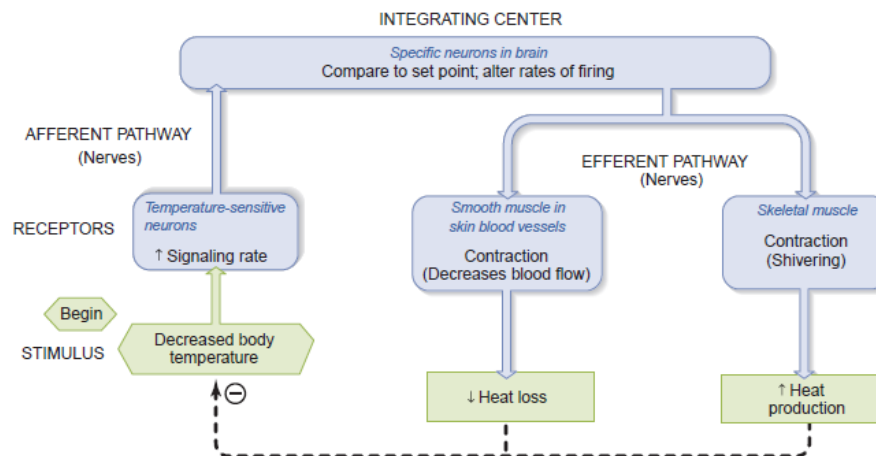 INTEGRATING CENTER
Specific neurons in brain
Compare to set point; alter rates of firing
AFFERENT PATHWAY
(Nerves)
EFFERENT PATHWAY
(Nerves)
RECEPTORS
Temperature-sensitive
neurons
↑ Signaling rate
Smooth muscle in
skin blood vessels
Contraction
(Decreases blood flow)
Skeletal muscle
Contraction
(Shivering)
Begin
STIMULUS
Decreased body
temperature
↓ Heat loss
↑ Heat
production
−